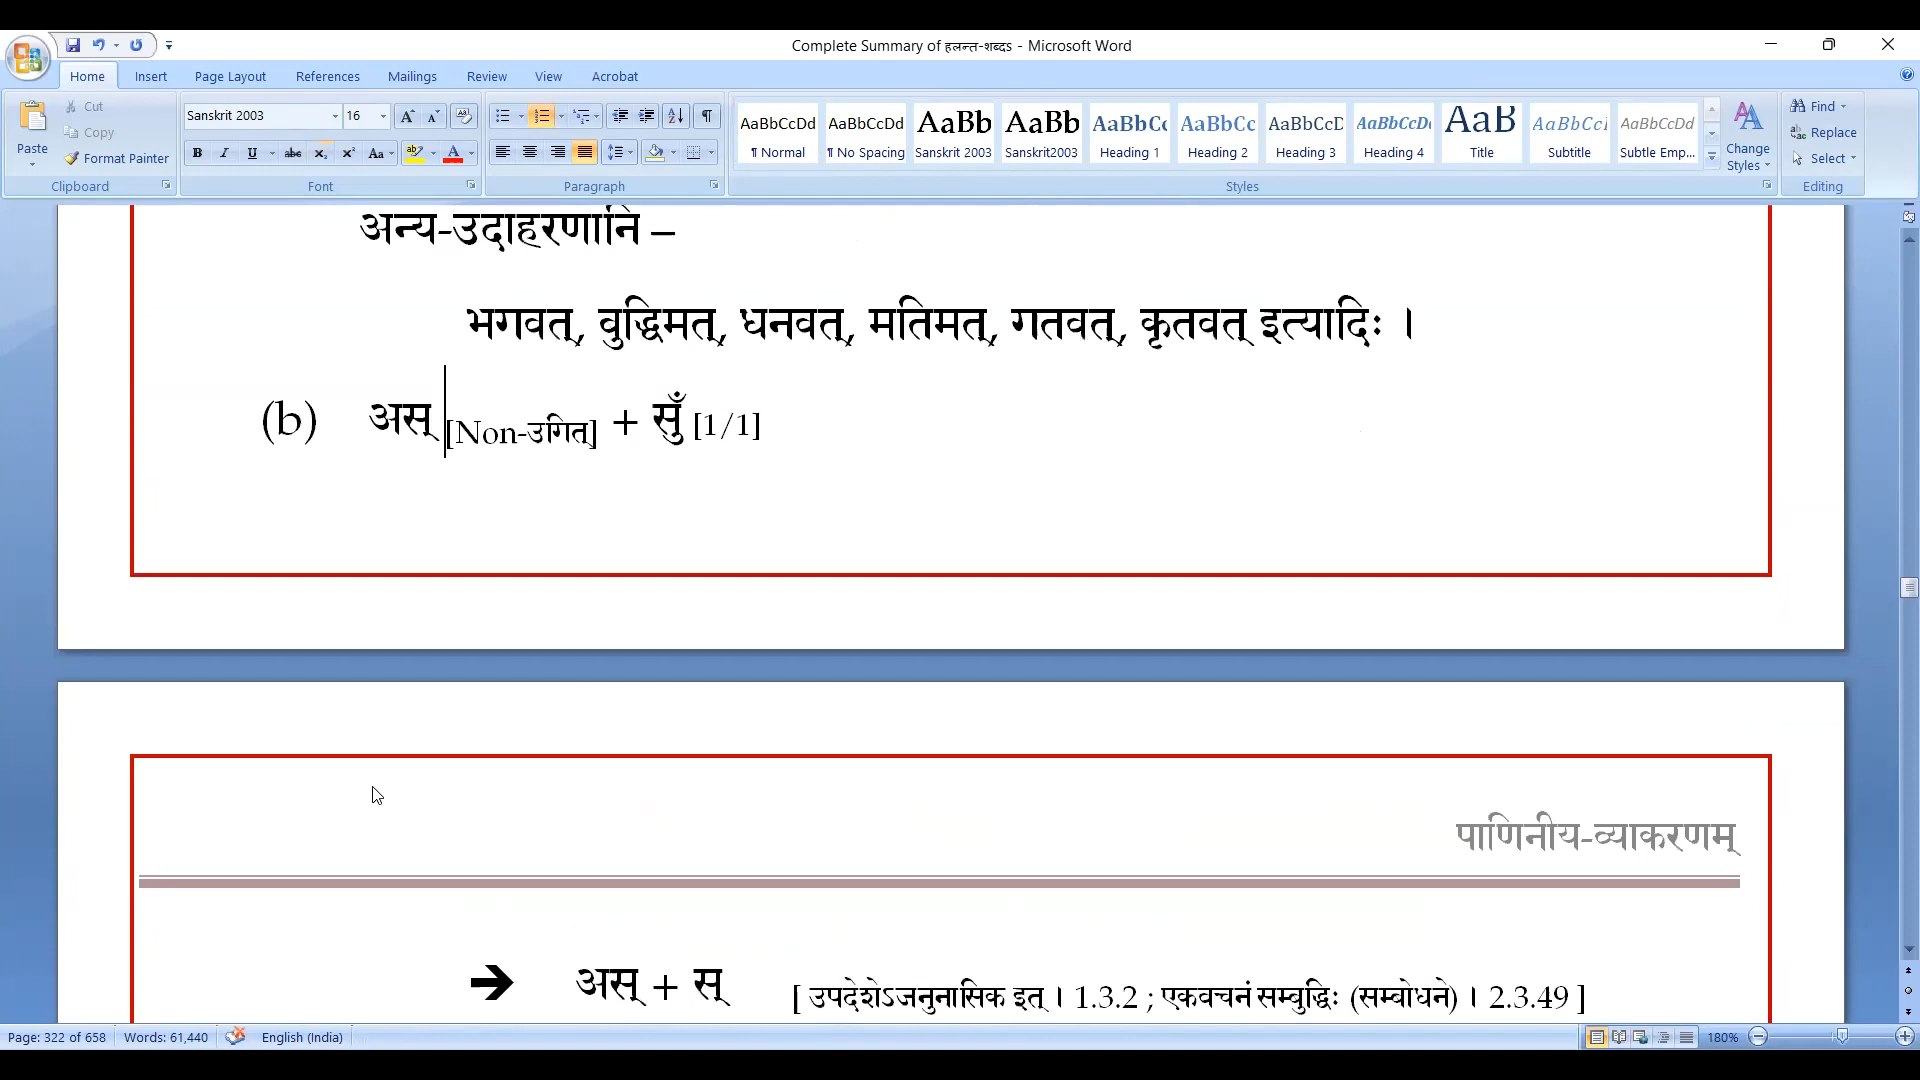 Complete Summary of हलन्त-शब्दs - Microsoft Word
Home Insert Page Layout References Mailings Review View Acrobat
Paste Cut Copy Format Painter
Sanskrit 2003 16
AaBbCcDd AaBbCcDd AaBb AaBb AaBbCc AaBbCc AaBbCcD AaBbCcD AaB AaBbCcI AaBbCcDd
¶ Normal ¶ No Spacing Sanskrit 2003 Sanskrit2003 Heading 1 Heading 2 Heading 3 Heading 4 Title Subtitle Subtle Emp...
Change Styles
Find Replace Select
Clipboard Font Paragraph Styles Editing
अन्य-उदाहरणानि –
भगवत्, वुद्धिमत्, धनवत्, मतिमत्, गतवत्, कृतवत् इत्यादिः ।
(b) अस् [Non-उगित्] + सुँ [1/1]
पाणिनीय-व्याकरणम्
➔ अस् + स् [ उपदेशेऽजनुनासिक इत् । 1.3.2 ; एकवचनं सम्बुद्धिः (सम्बोधने) । 2.3.49 ]
Page: 322 of 658 Words: 61,440 English (India) 180%